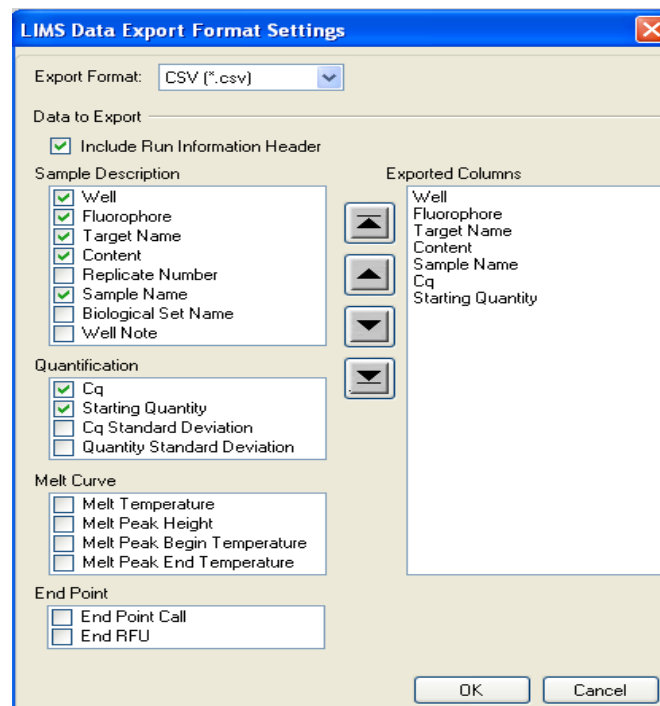 LIMS Data Export Format Settings
Export Format: CSV (*.csv)
Data to Export
Include Run Information Header
Sample Description
Well
Fluorophore
Target Name
Content
Replicate Number
Sample Name
Biological Set Name
Well Note
Quantification
Cq
Starting Quantity
Cq Standard Deviation
Quantity Standard Deviation
Melt Curve
Melt Temperature
Melt Peak Height
Melt Peak Begin Temperature
Melt Peak End Temperature
End Point
End Point Call
End RFU
Exported Columns
Well
Fluorophore
Target Name
Content
Sample Name
Cq
Starting Quantity
OK
Cancel